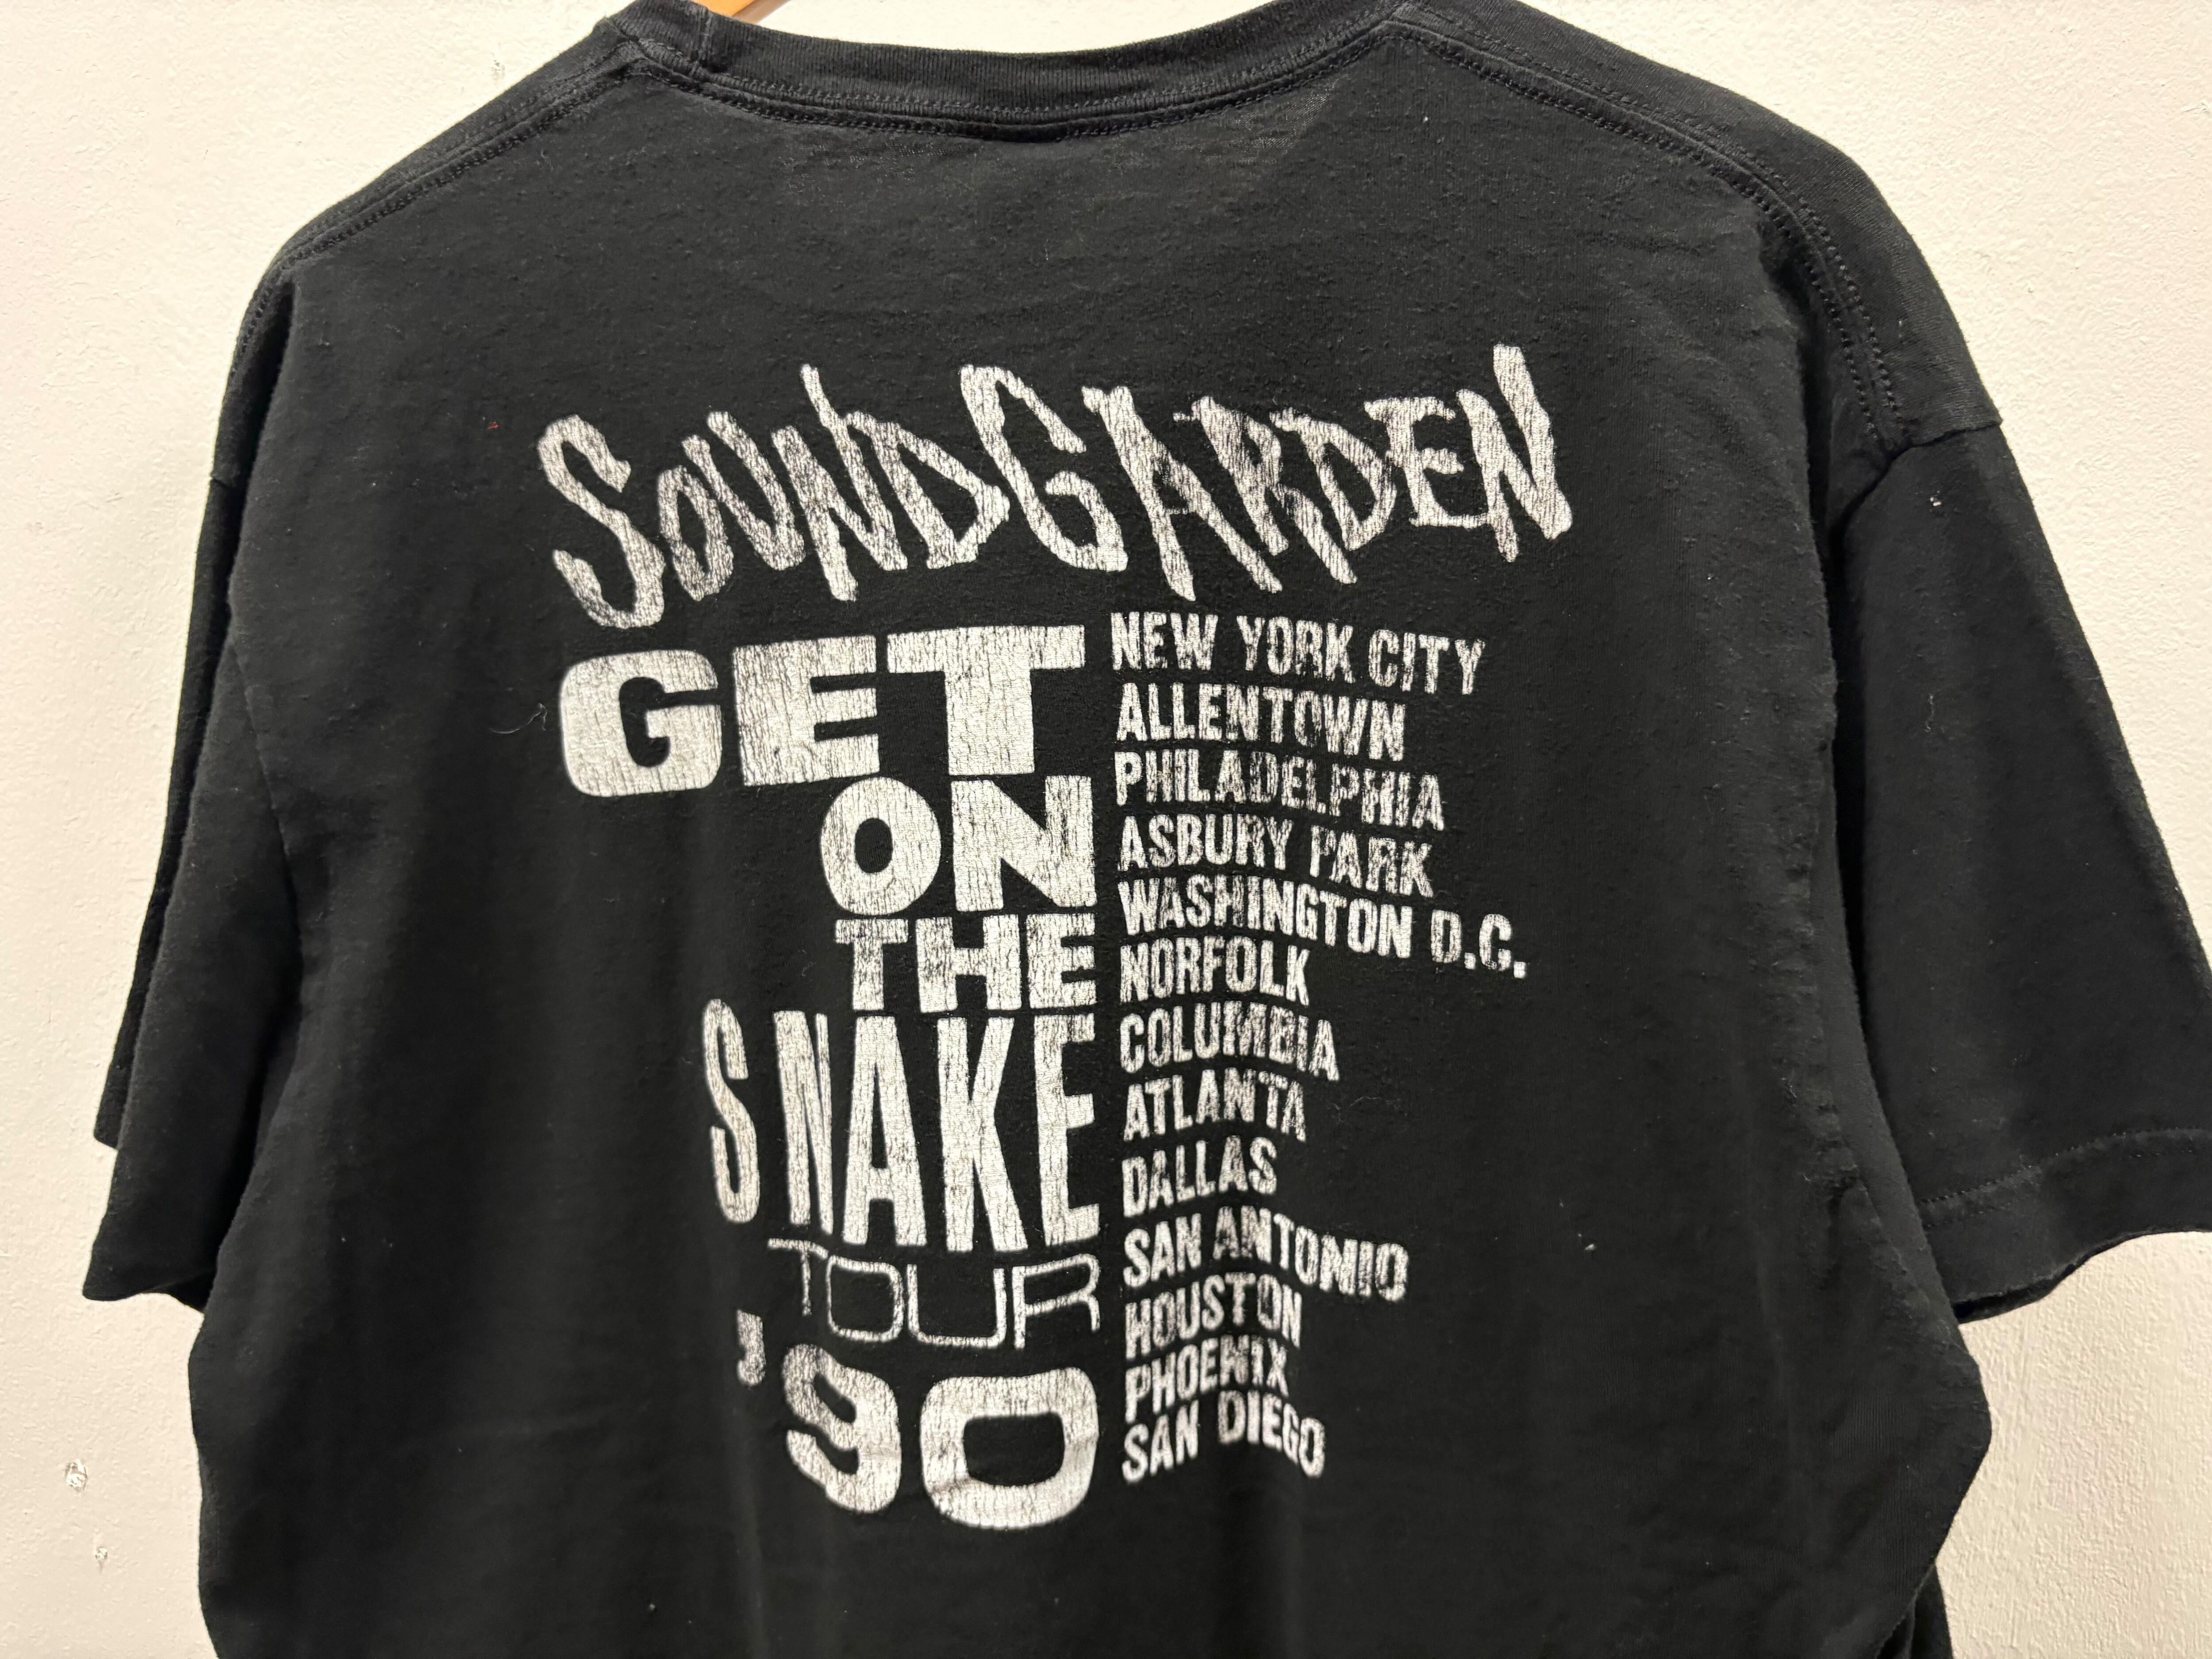 SOUNDGARDEN
GET
ON
THE
SNAKE
TOUR
'90
NEW YORK CITY
ALLENTOWN
PHILADELPHIA
ASBURY PARK
WASHINGTON D.C.
NORFOLK
COLUMBIA
ATLANTA
DALLAS
SAN ANTONIO
HOUSTON
PHOENIX
SAN DIEGO